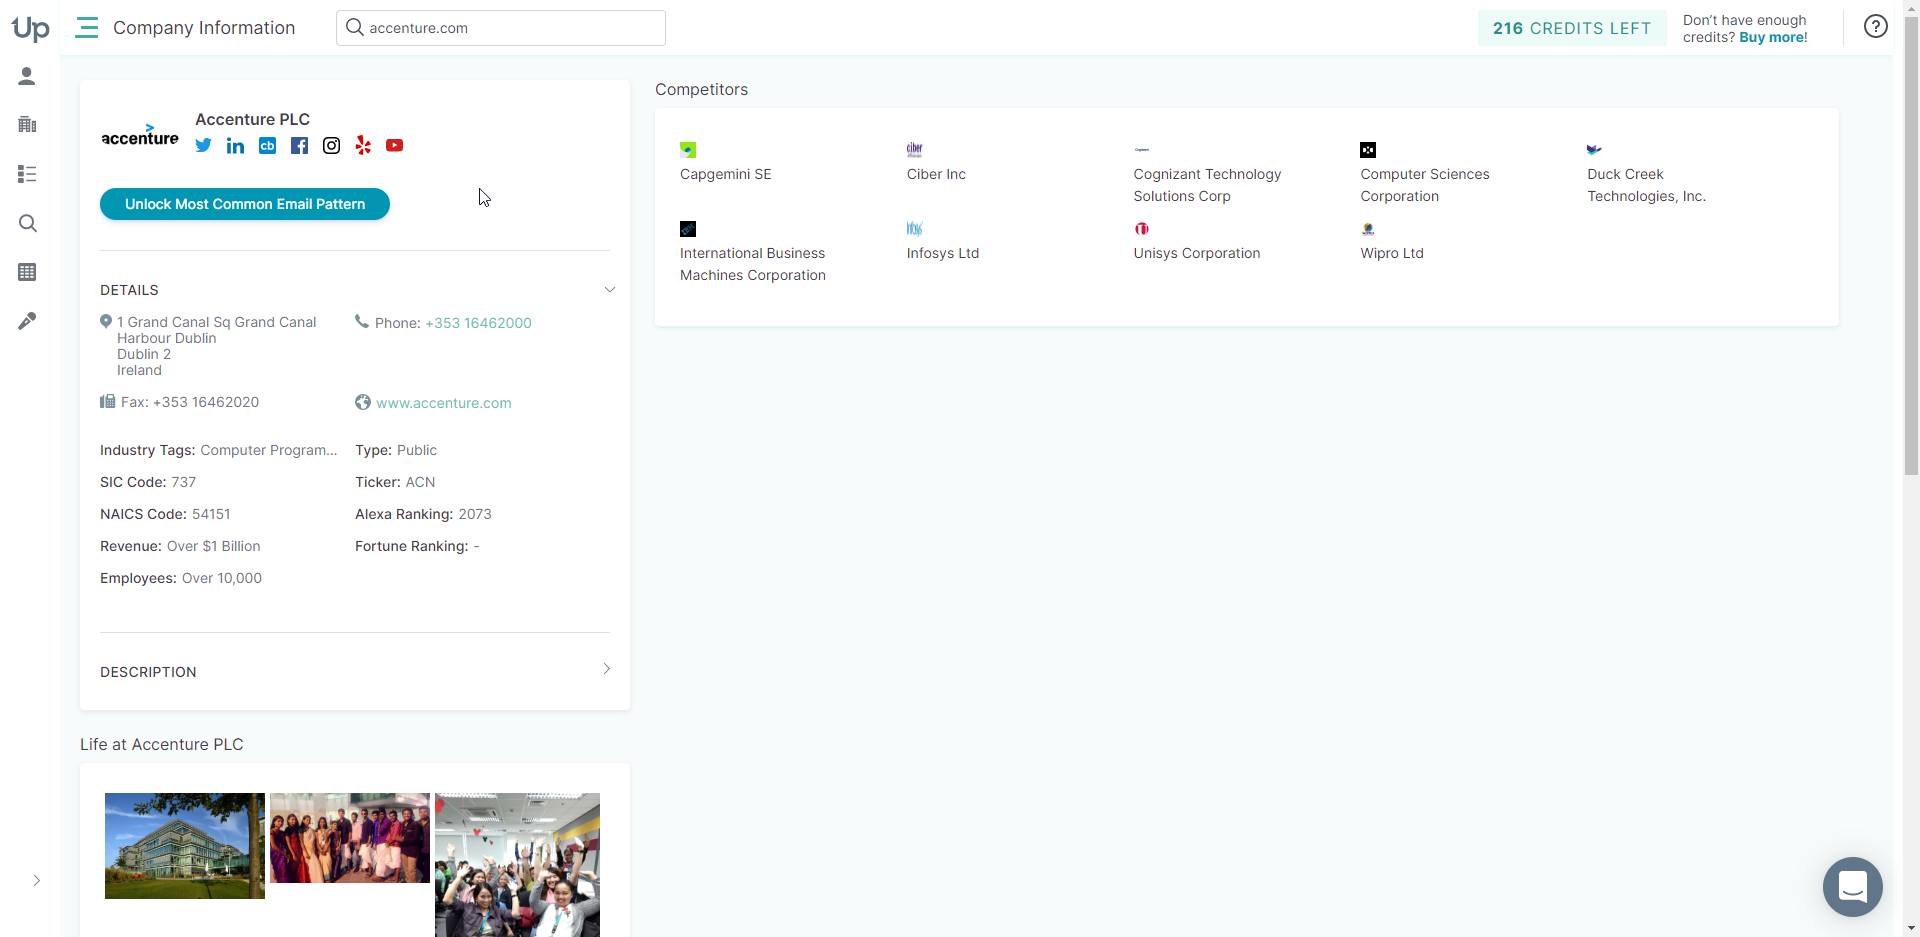 Up
Company Information
accenture.com
216 CREDITS LEFT
Don't have enough
credits? Buy more!
accenture
Accenture PLC
Unlock Most Common Email Pattern
DETAILS
1 Grand Canal Sq Grand Canal
Harbour Dublin
Dublin 2
Ireland
Phone: +353 16462000
Fax: +353 16462020
www.accenture.com
Industry Tags: Computer Program...
Type: Public
SIC Code: 737
Ticker: ACN
NAICS Code: 54151
Alexa Ranking: 2073
Revenue: Over $1 Billion
Fortune Ranking: -
Employees: Over 10,000
DESCRIPTION
Life at Accenture PLC
Competitors
Capgemini SE
ciber
Ciber Inc
Cognizant Technology
Solutions Corp
Computer Sciences
Corporation
Duck Creek
Technologies, Inc.
International Business
Machines Corporation
Infosys
Infosys Ltd
Unisys Corporation
Wipro Ltd